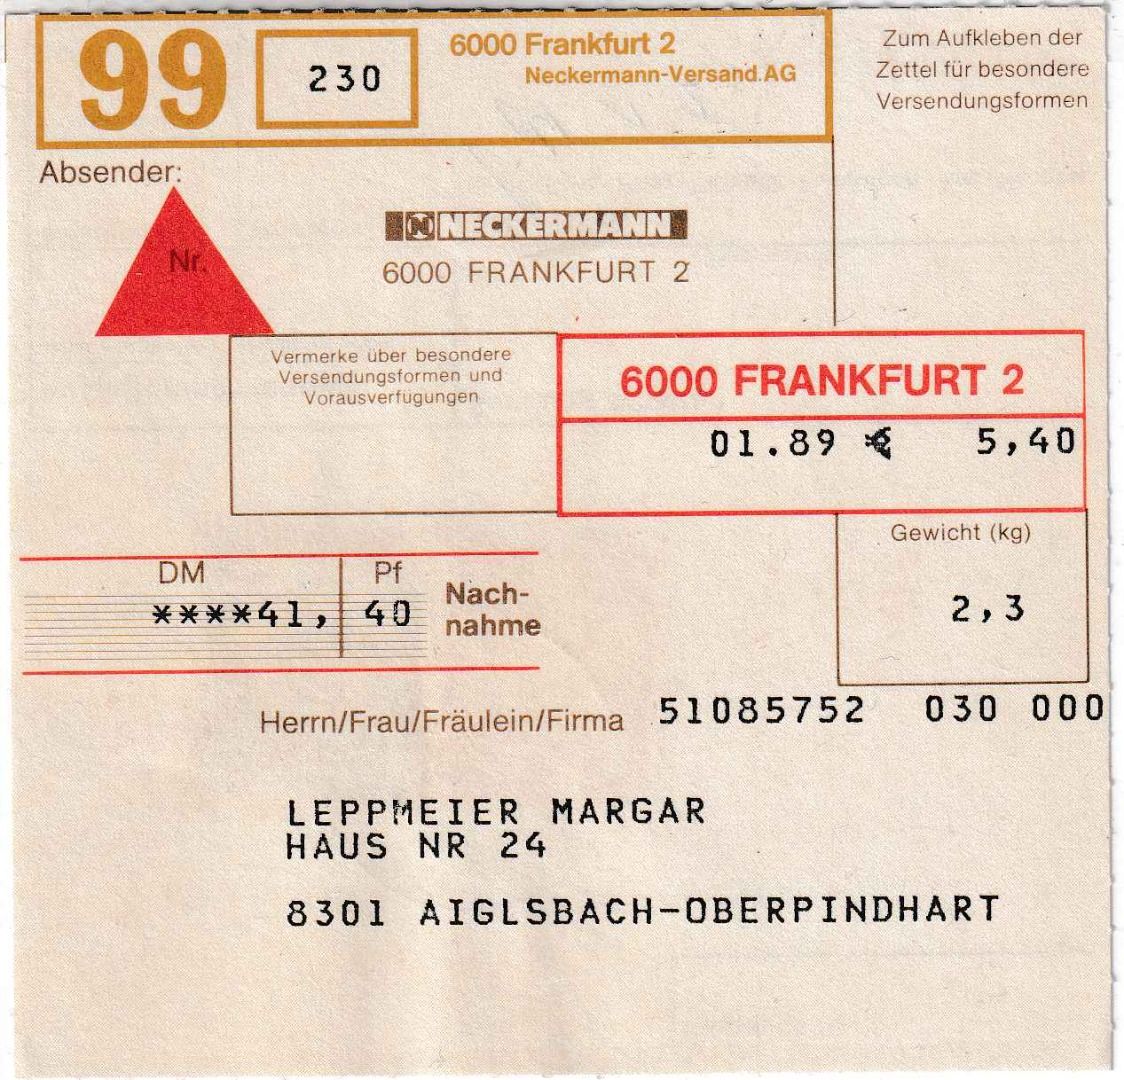 99
230
6000 Frankfurt 2
Neckermann-Versand.AG
Zum Aufkleben der
Zettel für besondere
Versendungsformen
Absender:
Nr.
N NECKERMANN
6000 FRANKFURT 2
Vermerke über besondere
Versendungsformen und
Vorausverfugungen
6000 FRANKFURT 2
01.89 5,40
Gewicht (kg)
2,3
DM Pf
****41, 40
Nach-
nahme
Herrn/Frau/Fräulein/Firma 51085752 030 000
LEPPMEIER MARGAR
HAUS NR 24
8301 AIGLSBACH-OBERPINDHART